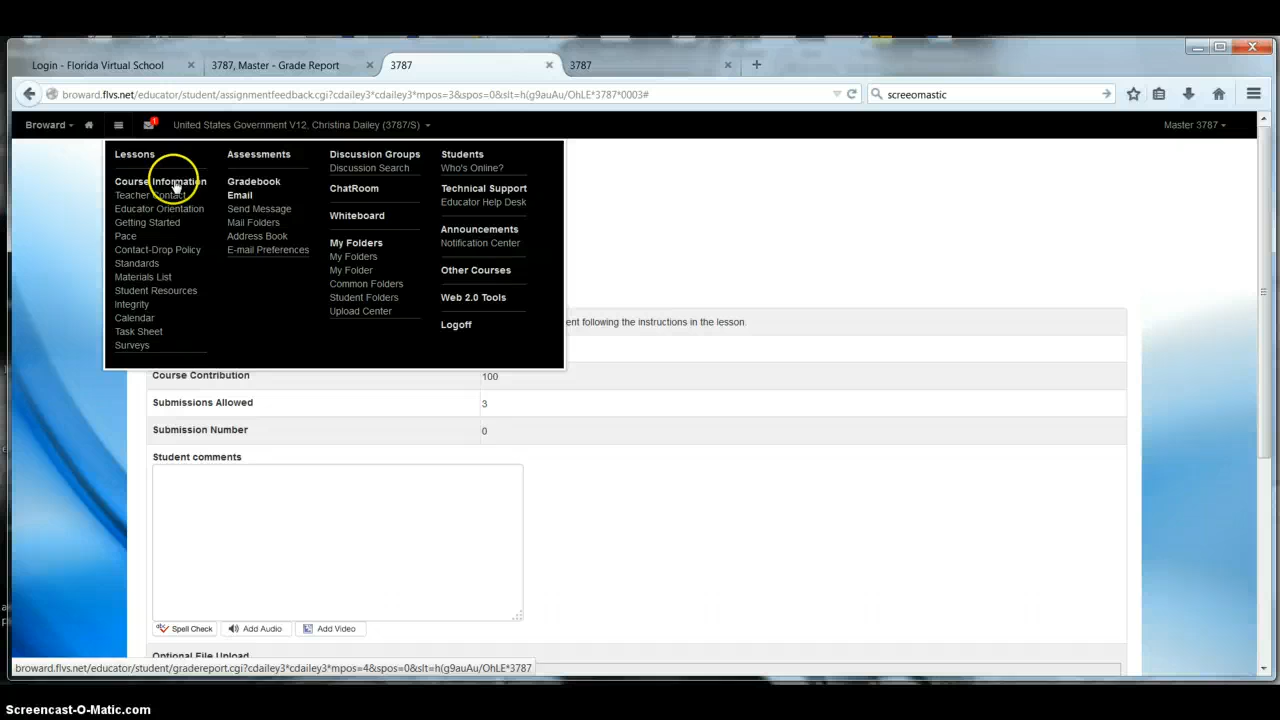 Login - Florida Virtual School
3787, Master - Grade Report
3787
3787
broward.flvs.net/educator/student/assignmentfeedback.cgi?cdailey3*cdailey3*mpos=3&spos=0&slt=h(g9auAu/OhLE*3787*0003#
screeomastic
Broward
1
United States Government V12, Christina Dailey (3787/S)
Master 3787
Lessons
Course Information
Teacher Contact
Educator Orientation
Getting Started
Pace
Contact-Drop Policy
Standards
Materials List
Student Resources
Integrity
Calendar
Task Sheet
Surveys
Assessments
Gradebook
Email
Send Message
Mail Folders
Address Book
E-mail Preferences
Discussion Groups
Discussion Search
ChatRoom
Whiteboard
My Folders
My Folders
My Folder
Common Folders
Student Folders
Upload Center
Students
Who's Online?
Technical Support
Educator Help Desk
Announcements
Notification Center
Other Courses
Web 2.0 Tools
Logoff
ent following the instructions in the lesson.
Course Contribution 100
Submissions Allowed 3
Submission Number 0
Student comments
abc Spell Check Add Audio Add Video
Optional File Upload
broward.flvs.net/educator/student/gradereport.cgi?cdailey3*cdailey3*mpos=4&spos=0&slt=h(g9auAu/OhLE*3787
Screencast-O-Matic.com